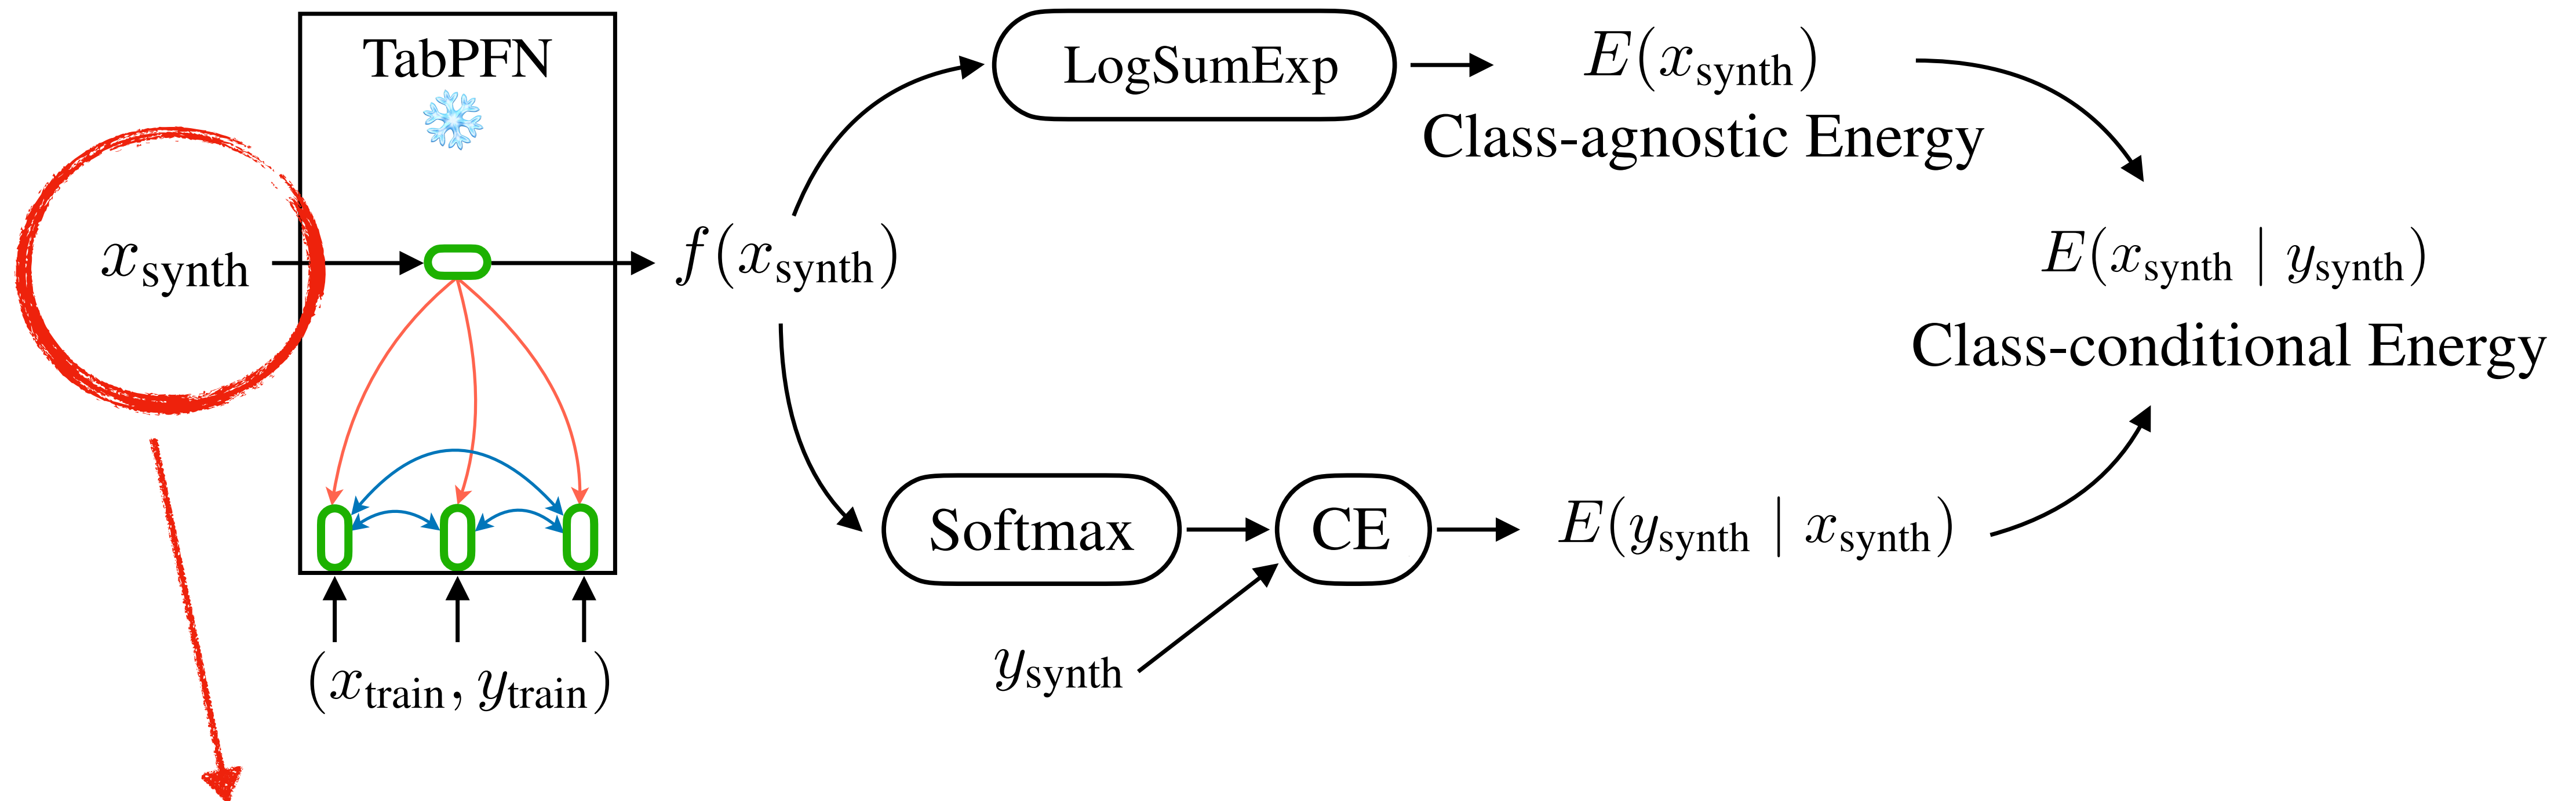 TabPFN
x_synth
(x_train, y_train)
f(x_synth)
LogSumExp
E(x_synth)
Class-agnostic Energy
Softmax
CE
y_synth
E(y_synth | x_synth)
E(x_synth | y_synth)
Class-conditional Energy